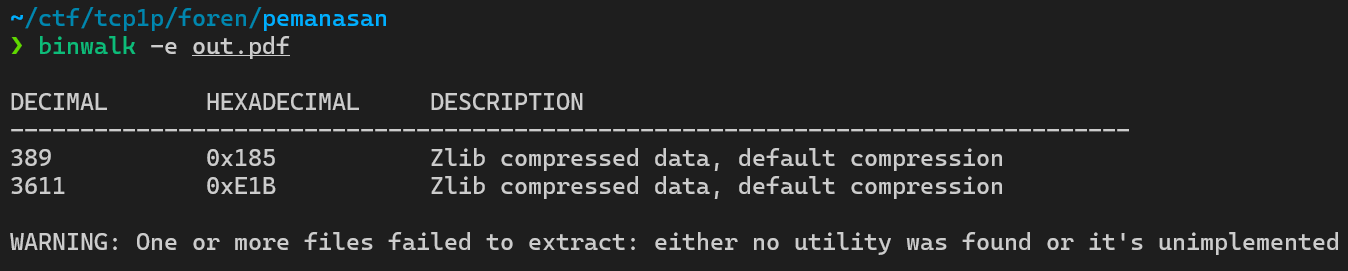 ~/ctf/tcp1p/foren/pemanasan
❯ binwalk -e out.pdf
DECIMAL       HEXADECIMAL     DESCRIPTION
--------------------------------------------------------------------------------
389           0x185           Zlib compressed data, default compression
3611          0xE1B           Zlib compressed data, default compression
WARNING: One or more files failed to extract: either no utility was found or it's unimplemented